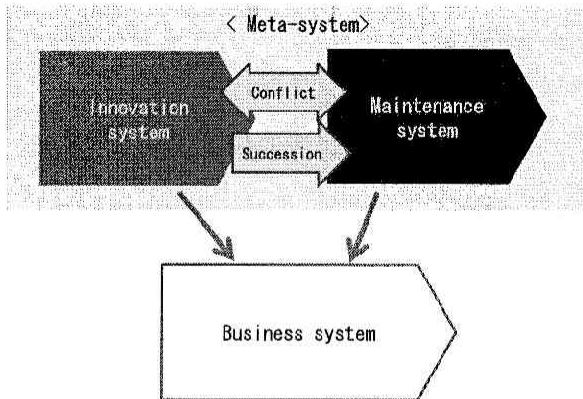 < Meta-system>
Conflict
Innovation
system
Maintenance
system
Succession
Business system